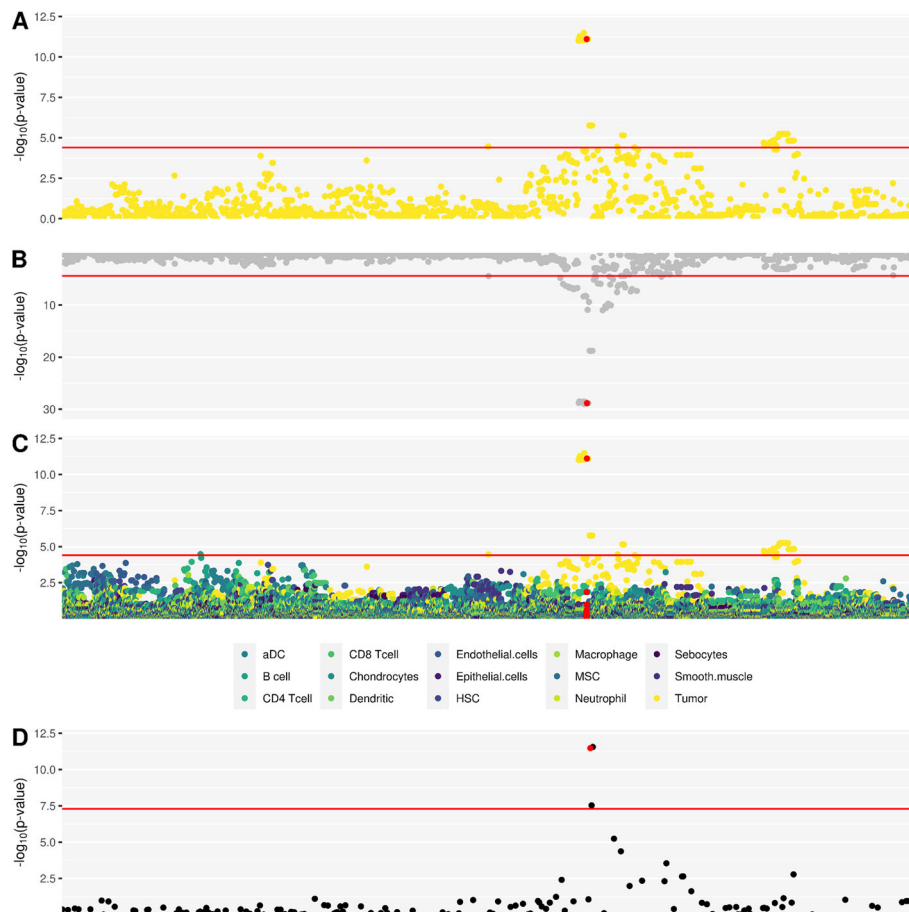 A
12.5
10.0
7.5
5.0
2.5
0.0
-log10(p-value)
B
10
20
30
-log10(p-value)
C
12.5
10.0
7.5
5.0
2.5
-log10(p-value)
aDC CD8 Tcell Endothelial.cells Macrophage Sebocytes
B cell Chondrocytes Epithelial.cells MSC Smooth.muscle
CD4 Tcell Dendritic HSC Neutrophil Tumor
D
12.5
10.0
7.5
5.0
2.5
-log10(p-value)